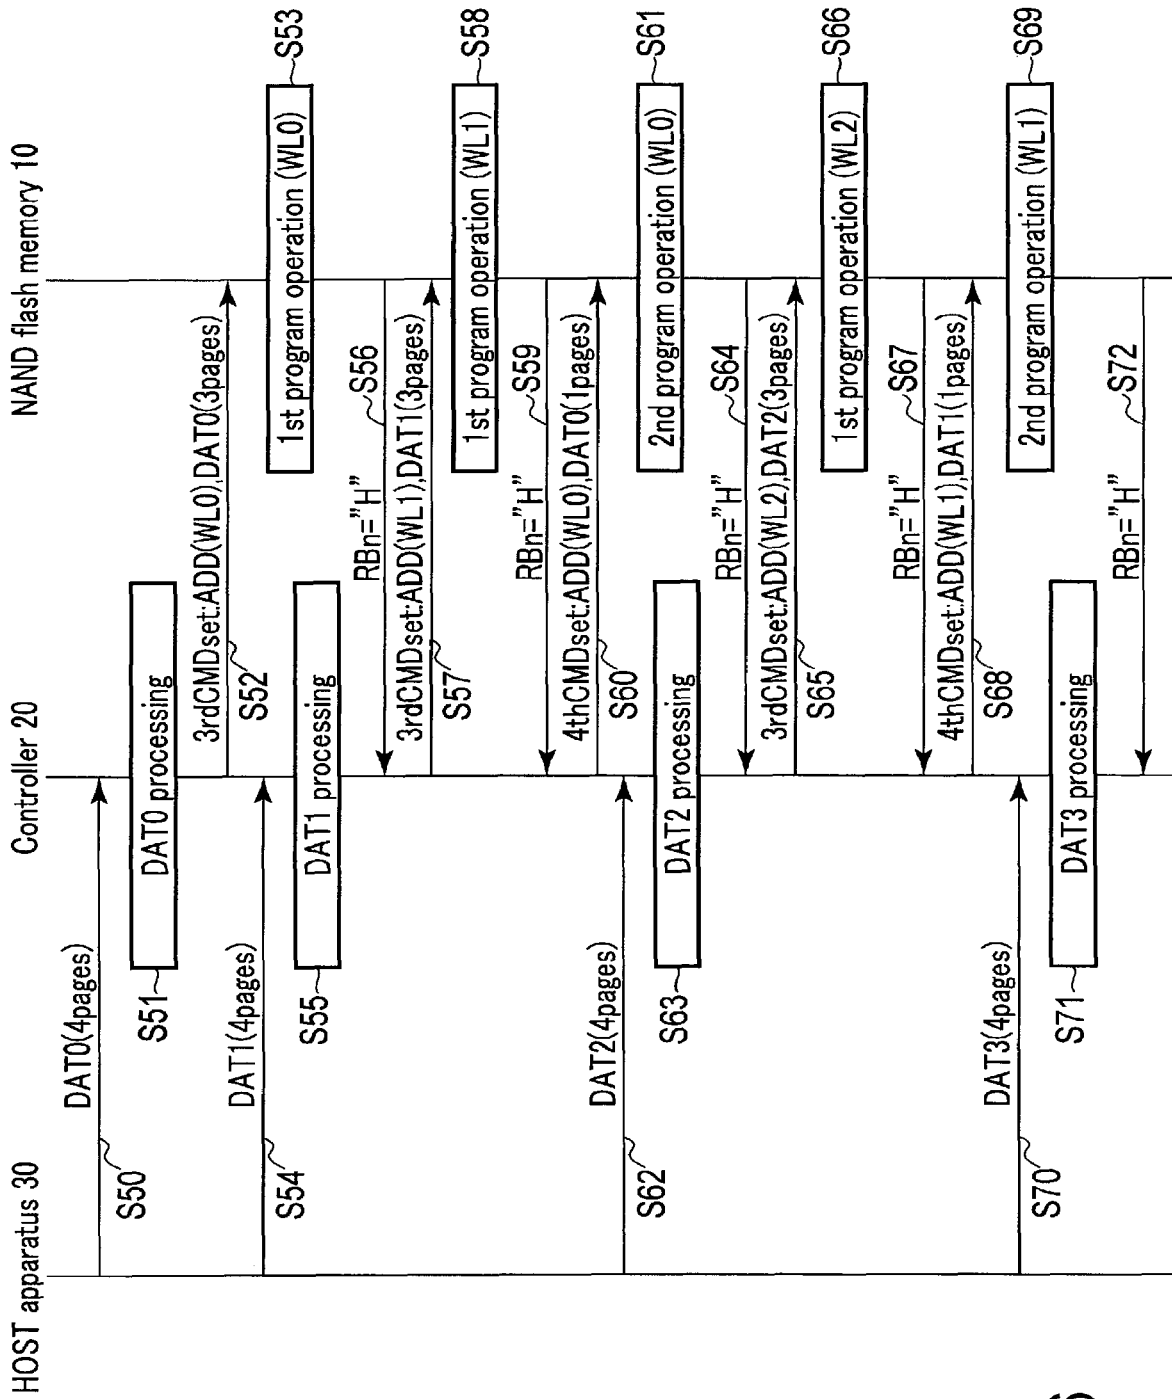 HOST apparatus 30
Controller 20
NAND flash memory 10
DAT0(4pages)
S50
S51
DAT0 processing
3rdCMDset:ADD(WL0),DAT0(3pages)
S52
1st program operation (WL0)
S53
DAT1(4pages)
S54
S55
DAT1 processing
RBn="H"
S56
3rdCMDset:ADD(WL1),DAT1(3pages)
S57
1st program operation (WL1)
S58
RBn="H"
S59
4thCMDset:ADD(WL0),DAT0(1pages)
S60
2nd program operation (WL0)
S61
DAT2(4pages)
S62
S63
DAT2 processing
RBn="H"
S64
3rdCMDset:ADD(WL2),DAT2(3pages)
S65
1st program operation (WL2)
S66
RBn="H"
S67
4thCMDset:ADD(WL1),DAT1(1pages)
S68
2nd program operation (WL1)
S69
DAT3(4pages)
S70
S71
DAT3 processing
RBn="H"
S72